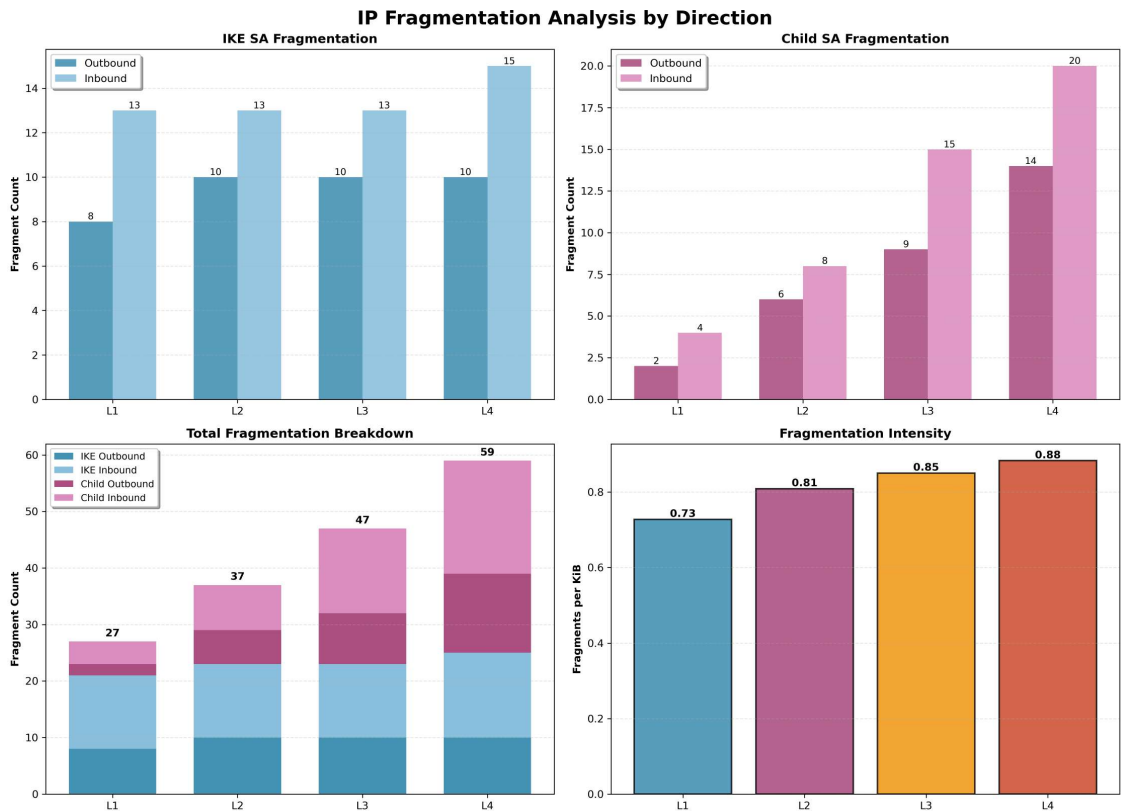 IP Fragmentation Analysis by Direction
IKE SA Fragmentation
Outbound
Inbound
Fragment Count
14
12
10
8
6
4
2
0
8
13
10
13
10
13
10
15
L1
L2
L3
L4
Child SA Fragmentation
Outbound
Inbound
Fragment Count
20.0
17.5
15.0
12.5
10.0
7.5
5.0
2.5
0.0
2
4
6
8
9
15
14
20
L1
L2
L3
L4
Total Fragmentation Breakdown
IKE Outbound
IKE Inbound
Child Outbound
Child Inbound
Fragment Count
60
50
40
30
20
10
0
27
37
47
59
L1
L2
L3
L4
Fragmentation Intensity
Fragments per KiB
0.8
0.6
0.4
0.2
0.0
0.73
0.81
0.85
0.88
L1
L2
L3
L4